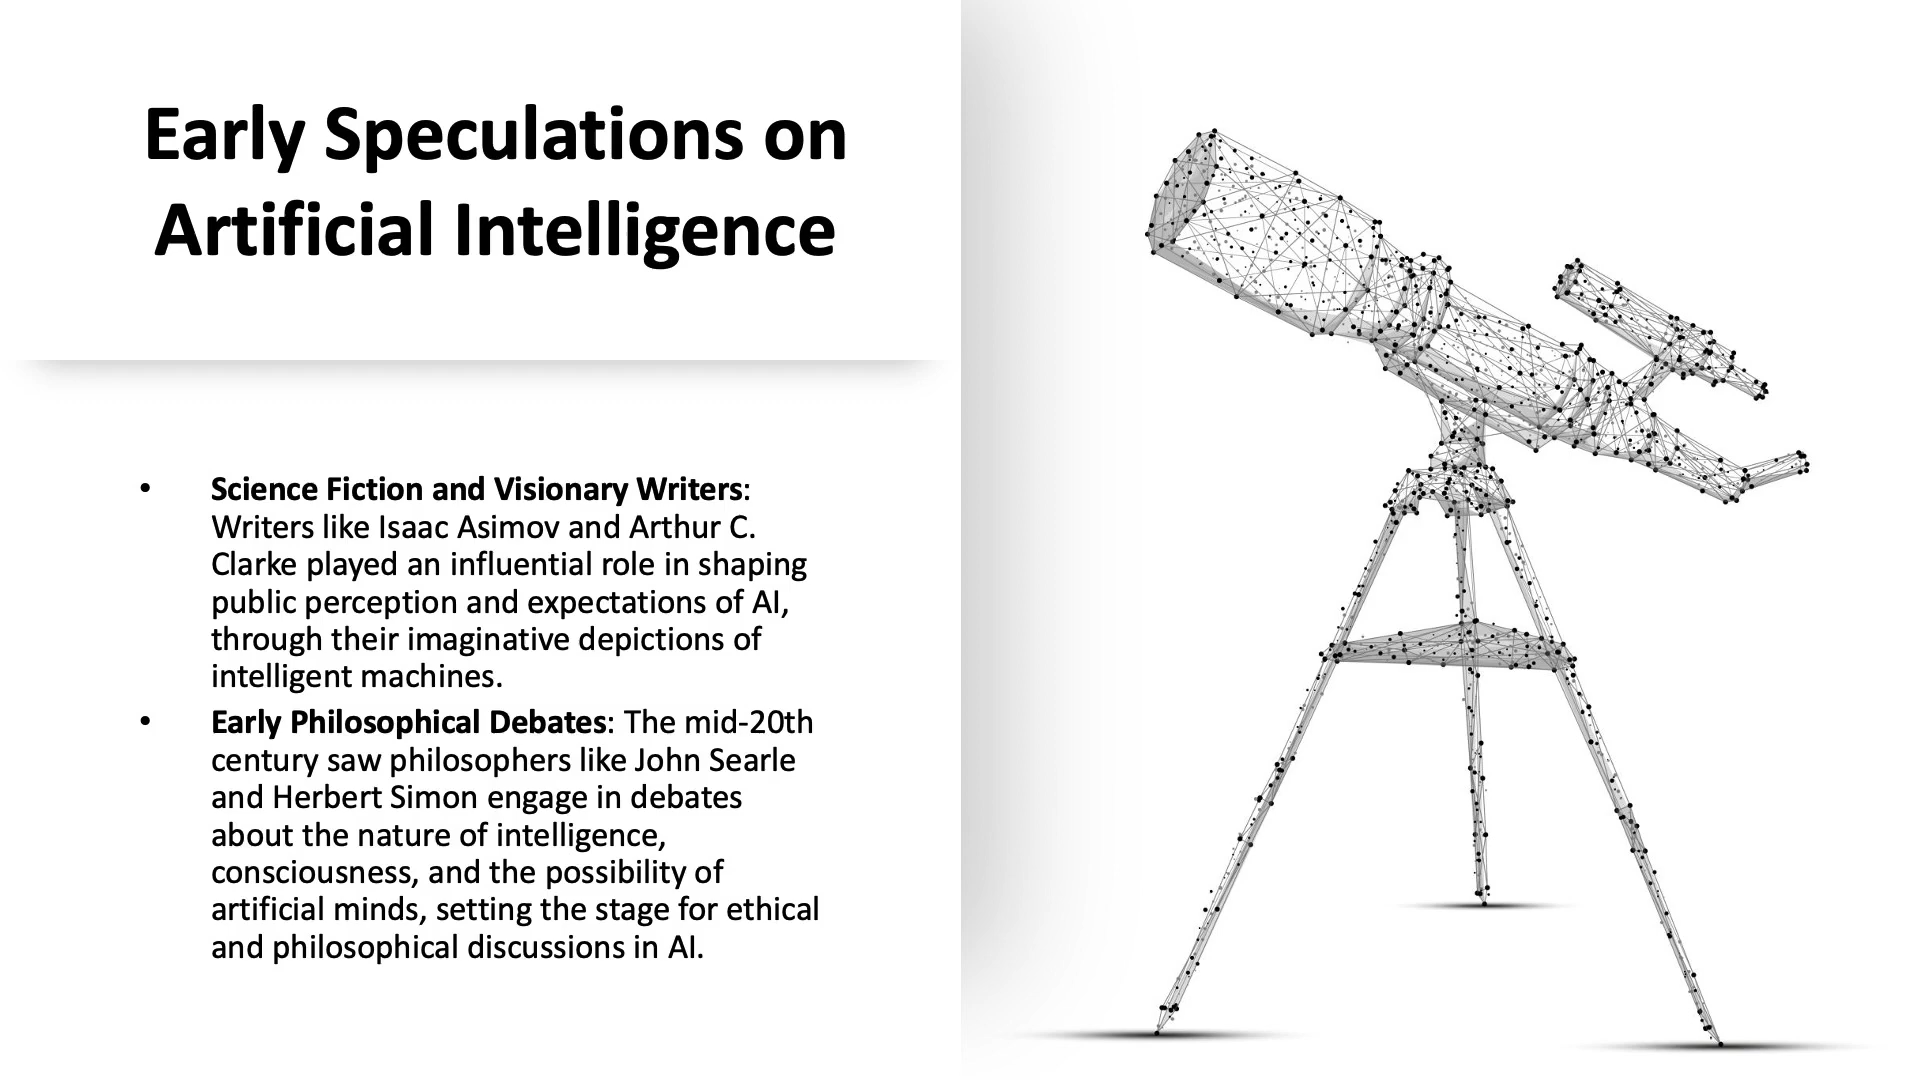 Early Speculations on
Artificial Intelligence
• Science Fiction and Visionary Writers:
Writers like Isaac Asimov and Arthur C.
Clarke played an influential role in shaping
public perception and expectations of AI,
through their imaginative depictions of
intelligent machines.
• Early Philosophical Debates: The mid-20th
century saw philosophers like John Searle
and Herbert Simon engage in debates
about the nature of intelligence,
consciousness, and the possibility of
artificial minds, setting the stage for ethical
and philosophical discussions in AI.